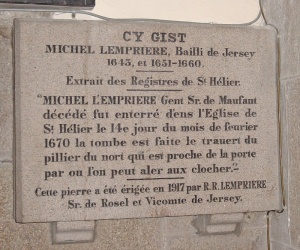 CY GIST
MICHEL LEMPRIERE, Bailli de Jersey
1643, et 1651-1660.
Extrait des Registres de St Hélier.
"MICHEL L'EMPRIERE Gent Sr. de Maufant
décédé fut enterré d'ens l'Eglise de
St Hélier le 14e jour du mois de feurier
1670 la tombe est faite le trauert du
pillier du nort qui est proche de la porte
par ou l'on peut aler aux clocher."
Cette pierre a été érigée en 1917 par R.R. LEMPRIERE
Sr. de Rosel et Vicomte de Jersey.